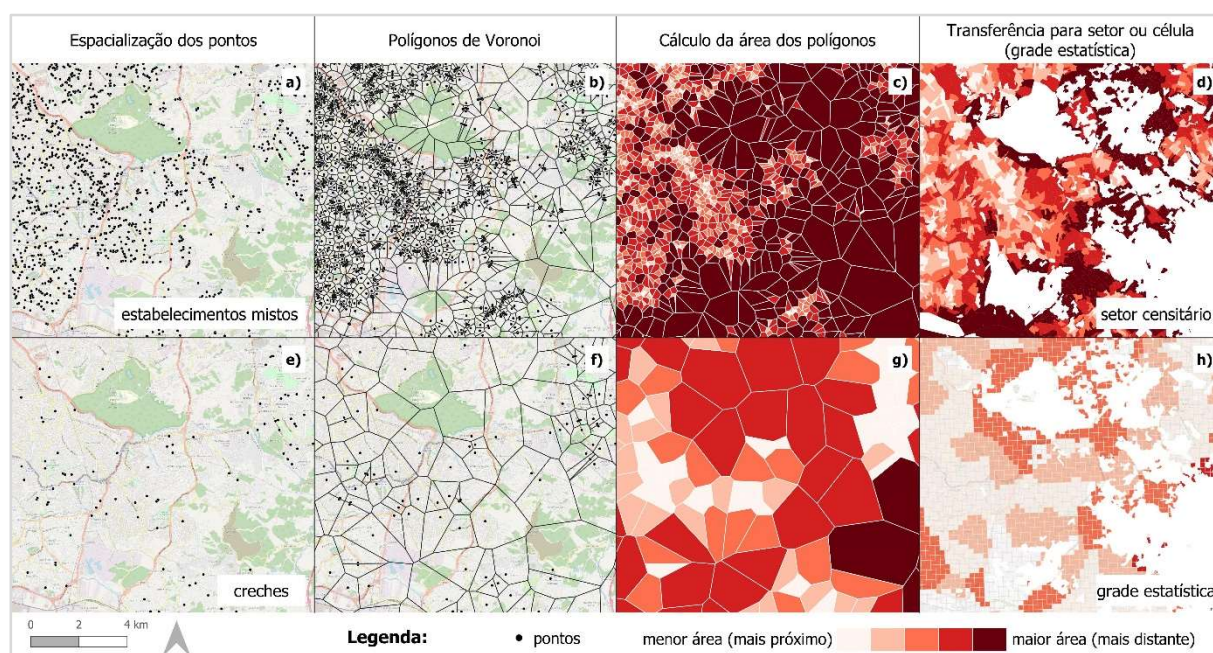 Espacialização dos pontos
Polígonos de Voronoi
Cálculo da área dos polígonos
Transferência para setor ou célula
(grade estatística)
a)
b)
c)
d)
estabelecimentos mistos
setor censitário
e)
f)
g)
h)
creches
grade estatística
0 2 4 km
Legenda:
pontos
menor área (mais próximo)
maior área (mais distante)